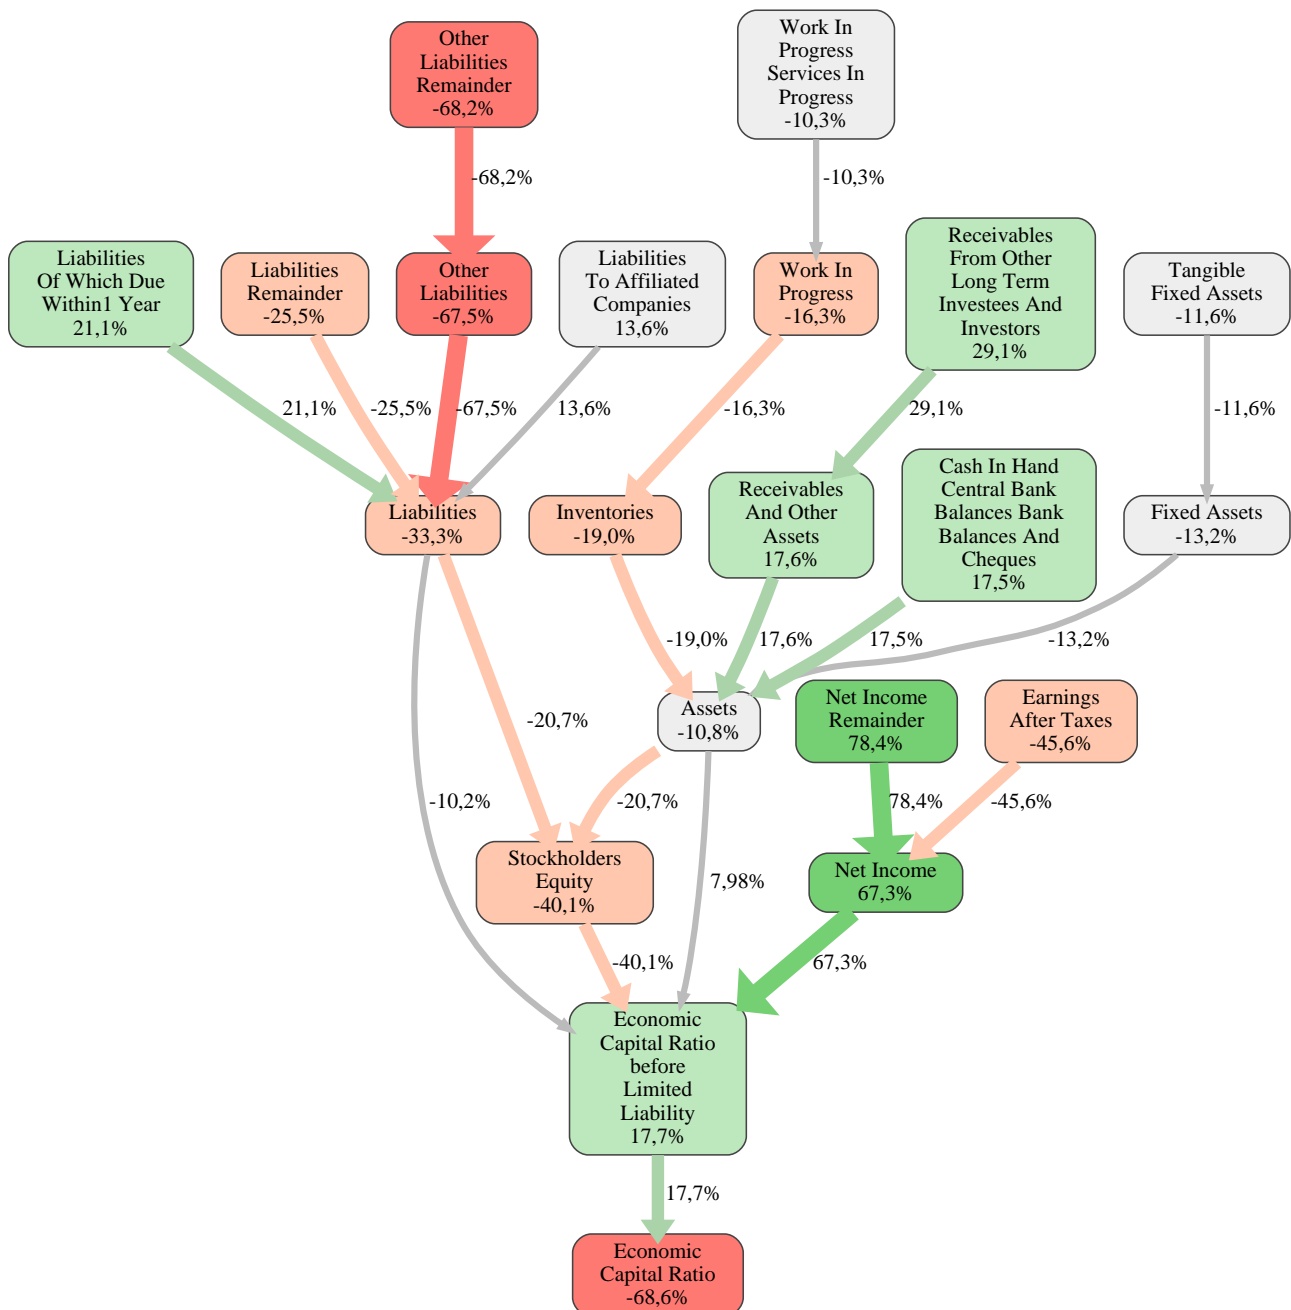 Other
Liabilities
Remainder
-68,2%
Work In
Progress
Services In
Progress
-10,3%
-68,2%
-10,3%
Liabilities
Of Which Due
Within1 Year
21,1%
Liabilities
Remainder
-25,5%
Other
Liabilities
-67,5%
Liabilities
To Affiliated
Companies
13,6%
Work In
Progress
-16,3%
Receivables
From Other
Long Term
Investees And
Investors
29,1%
Tangible
Fixed Assets
-11,6%
21,1%
-25,5%
-67,5%
13,6%
-16,3%
29,1%
-11,6%
Liabilities
-33,3%
Inventories
-19,0%
Receivables
And Other
Assets
17,6%
Cash In Hand
Central Bank
Balances Bank
Balances And
Cheques
17,5%
Fixed Assets
-13,2%
-19,0%
17,6%
17,5%
-13,2%
-20,7%
Assets
-10,8%
Net Income
Remainder
78,4%
Earnings
After Taxes
-45,6%
-10,2%
-20,7%
78,4%
-45,6%
Stockholders
Equity
-40,1%
7,98%
Net Income
67,3%
-40,1%
67,3%
Economic
Capital Ratio
before
Limited
Liability
17,7%
17,7%
Economic
Capital Ratio
-68,6%